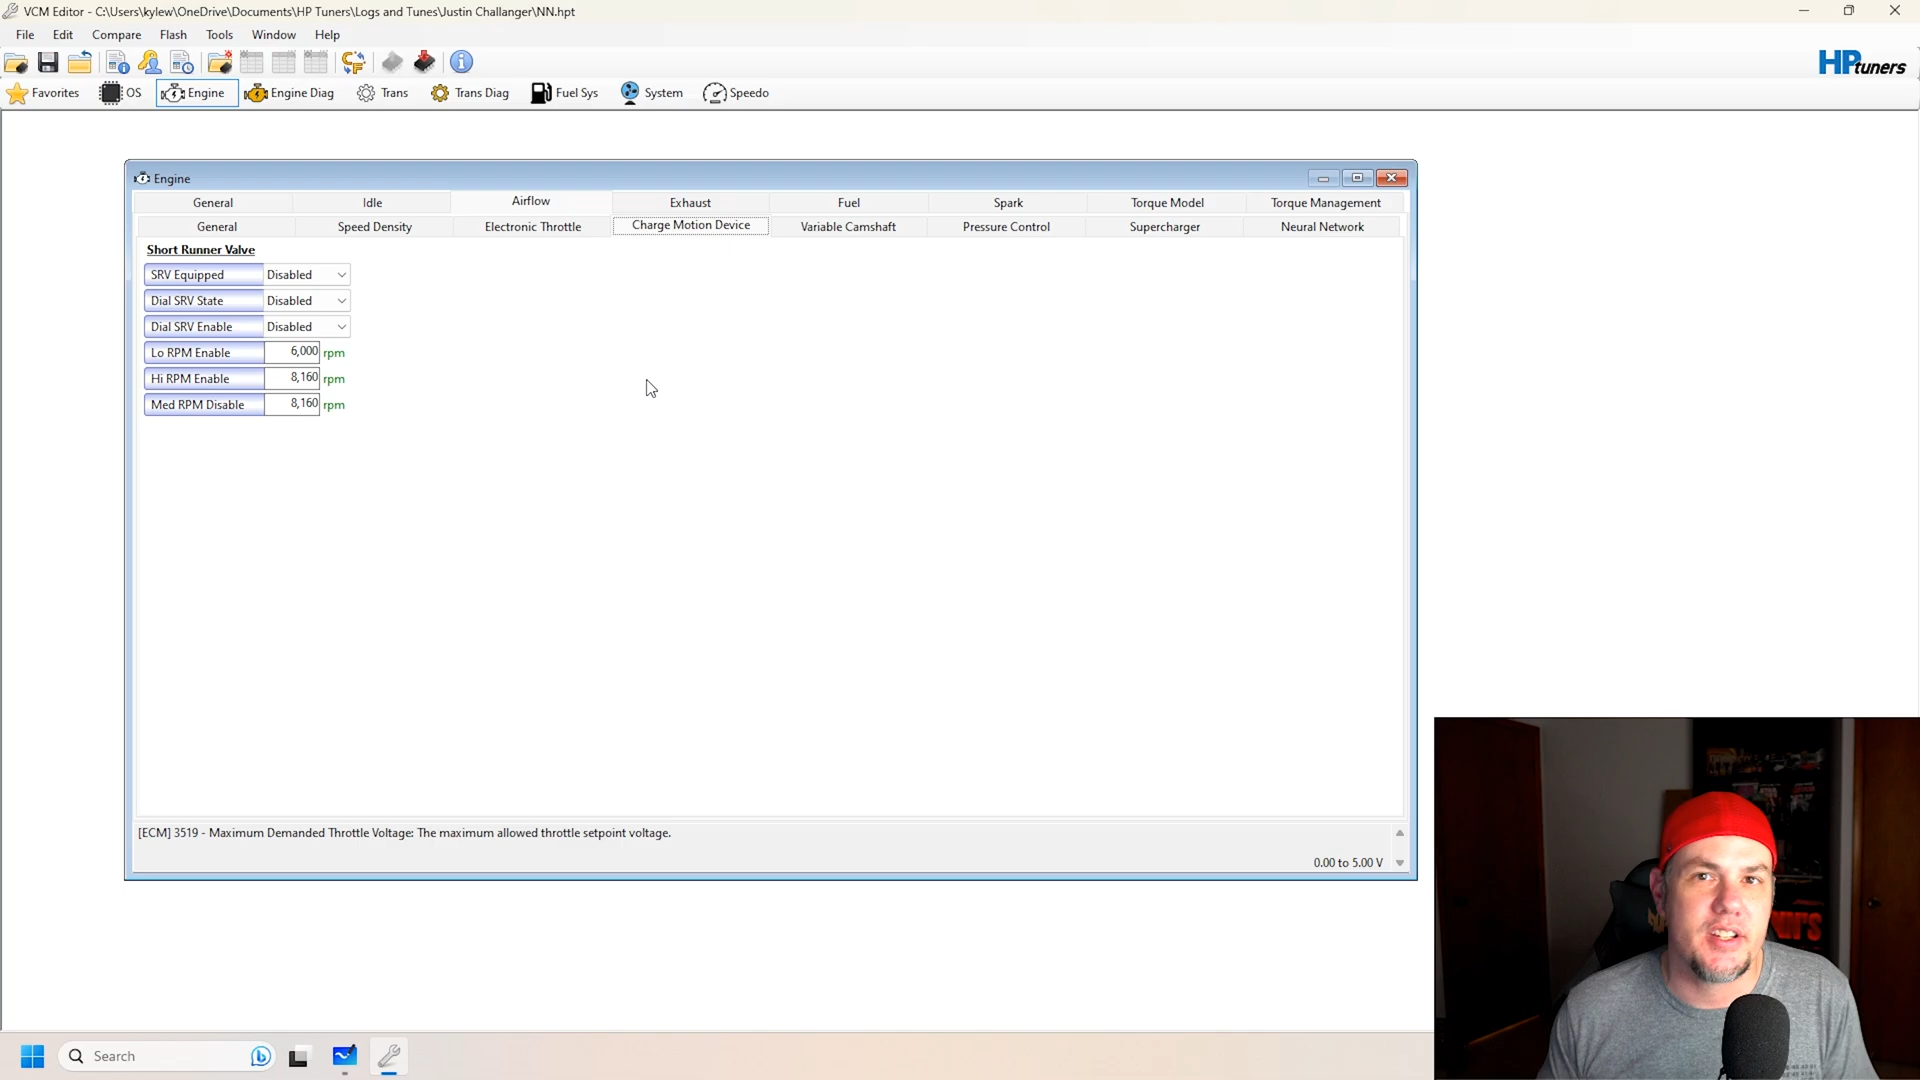 VCM Editor - C:\Users\kylew\OneDrive\Documents\HP Tuners\Logs and Tunes\Justin Challanger\NN.hpt
File Edit Compare Flash Tools Window Help
HPtuners
Favorites OS Engine Engine Diag Trans Trans Diag Fuel Sys System Speedo
Engine
General Idle Airflow Exhaust Fuel Spark Torque Model Torque Management
General Speed Density Electronic Throttle Charge Motion Device Variable Camshaft Pressure Control Supercharger Neural Network
Short Runner Valve
SRV Equipped Disabled
Dial SRV State Disabled
Dial SRV Enable Disabled
Lo RPM Enable 6,000 rpm
Hi RPM Enable 8,160 rpm
Med RPM Disable 8,160 rpm
[ECM] 3519 - Maximum Demanded Throttle Voltage: The maximum allowed throttle setpoint voltage.
0.00 to 5.00 V
Search